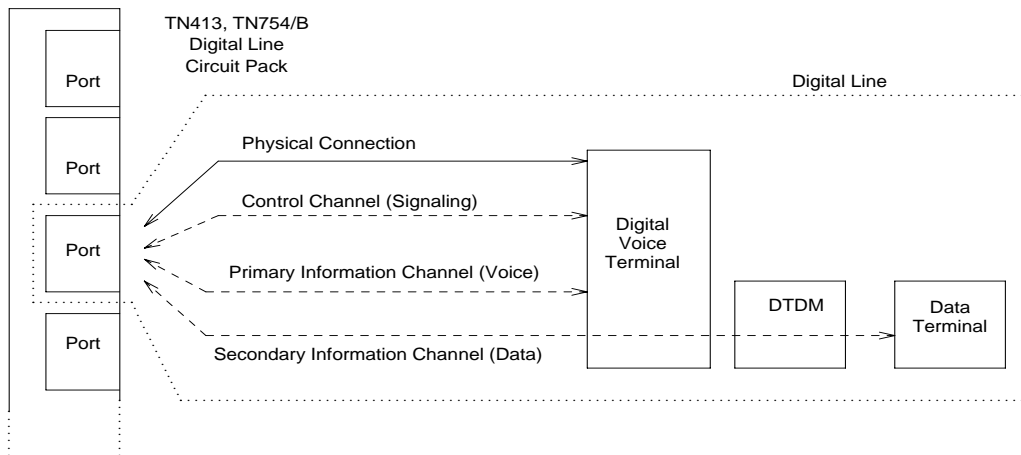 TN413, TN754/B
Digital Line
Circuit Pack
Port
Digital Line
Physical Connection
Port
Control Channel (Signaling)
Digital
Voice
Terminal
Port
Primary Information Channel (Voice)
DTDM
Data
Terminal
Port
Secondary Information Channel (Data)